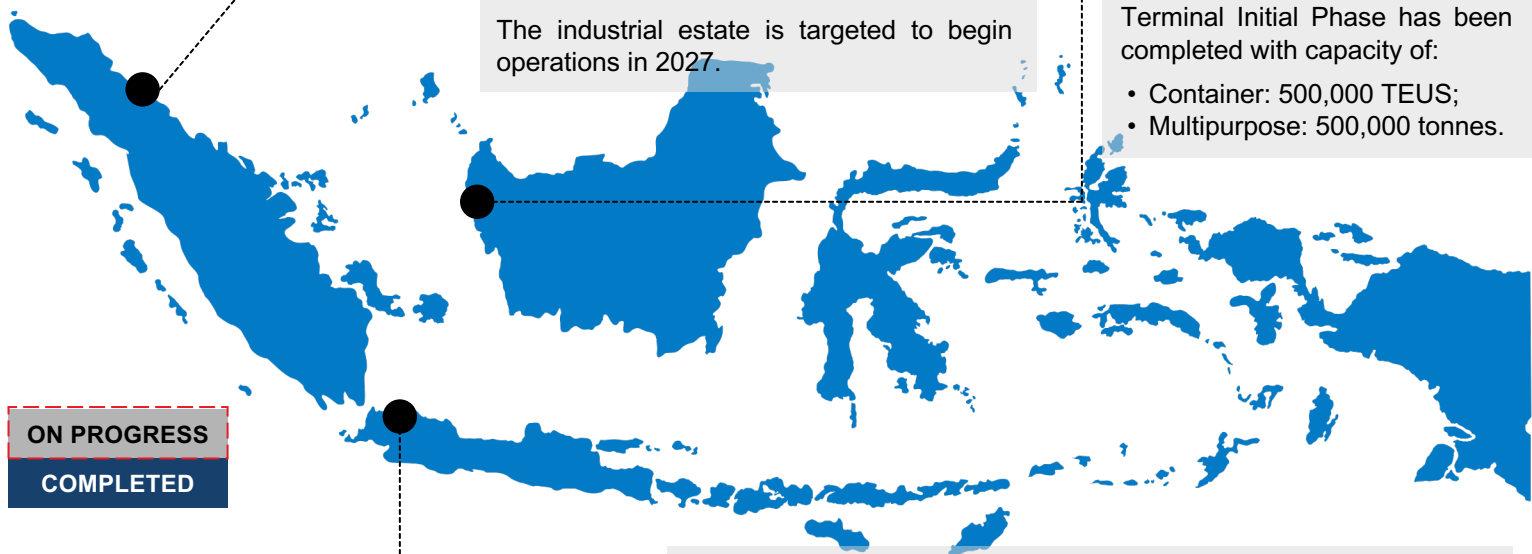 The industrial estate is targeted to begin
operations in 2027.
Terminal Initial Phase has been
completed with capacity of:
• Container: 500,000 TEUS;
• Multipurpose: 500,000 tonnes.
ON PROGRESS
COMPLETED